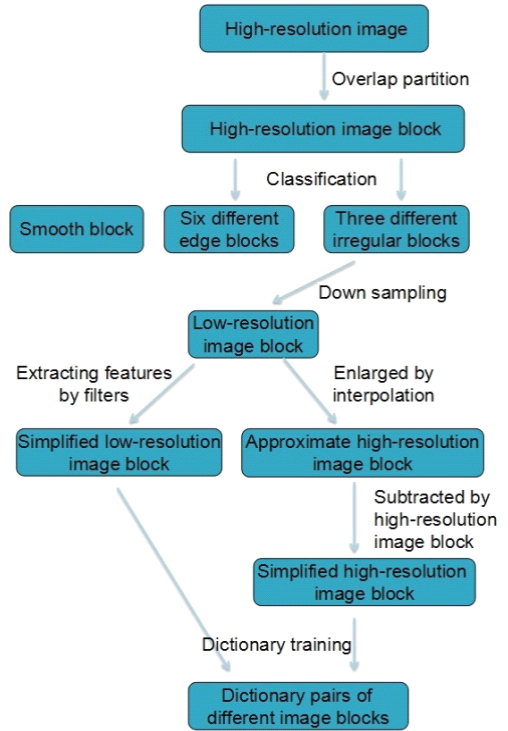 High-resolution image
Overlap partition
High-resolution image block
Classification
Smooth block
Six different
edge blocks
Three different
irregular blocks
Down sampling
Low-resolution
image block
Extracting features
by filters
Enlarged by
interpolation
Simplified low-resolution
image block
Approximate high-resolution
image block
Subtracted by
high-resolution
image block
Simplified high-resolution
image block
Dictionary training
Dictionary pairs of
different image blocks